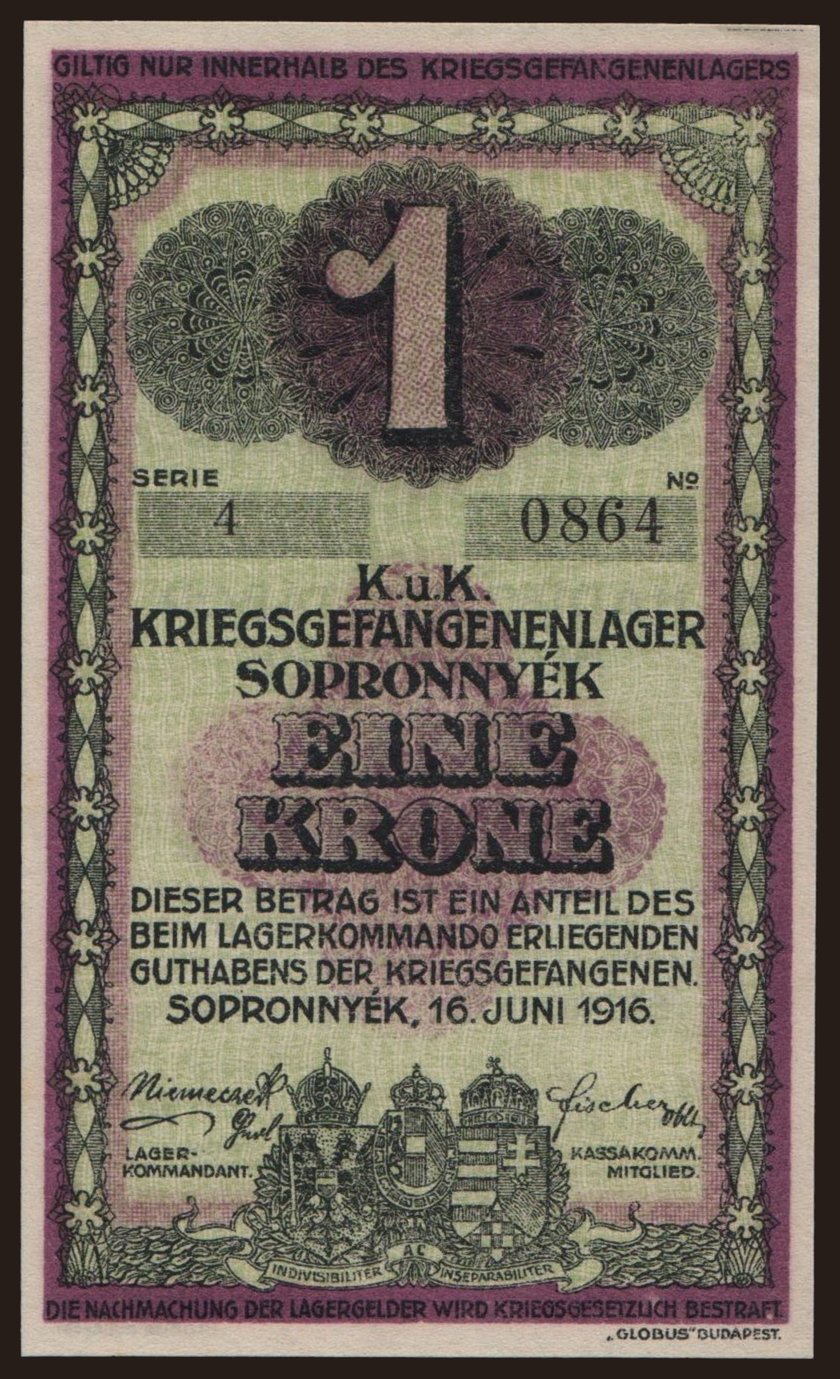 GILTIG NUR INNERHALB DES KRIEGSGEFANGENENLAGERS
1
SERIE
Nº
4
0864
K.u.K.
KRIEGSGEFANGENENLAGER
SOPRONNYÉK
EINE
KRONE
DIESER BETRAG IST EIN ANTEIL DES
BEIM LAGERKOMMANDO ERLIEGENDEN
GUTHABENS DER KRIEGSGEFANGENEN.
SOPRONNYÉK, 16. JUNI 1916.
Fischer
LAGER-
KOMMANDANT.
KASSAKOMM.
MITGLIED.
INDIVISIBILITER AC INSEPARABILITER
DIE NACHMACHUNG DER LAGERGELDER WIRD KRIEGSGESETZLICH BESTRAFT.
„GLOBUS" BUDAPEST.